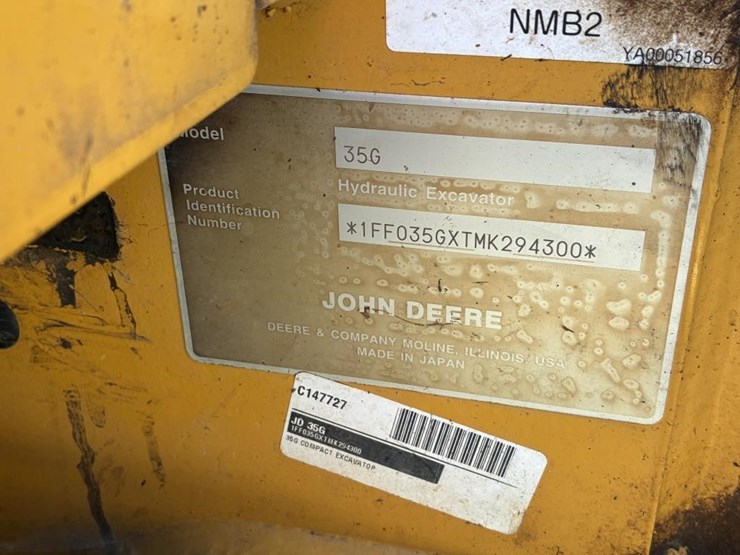 NMB2
YA00051856
Model
35G
Hydraulic Excavator
Product
Identification
Number
*1FF035GXTMK294300*
JOHN DEERE
DEERE & COMPANY MOLINE, ILLINOIS, USA
MADE IN JAPAN
C147727
JD 35G
1FF035GXTMK294300
35G COMPACT EXCAVATOR